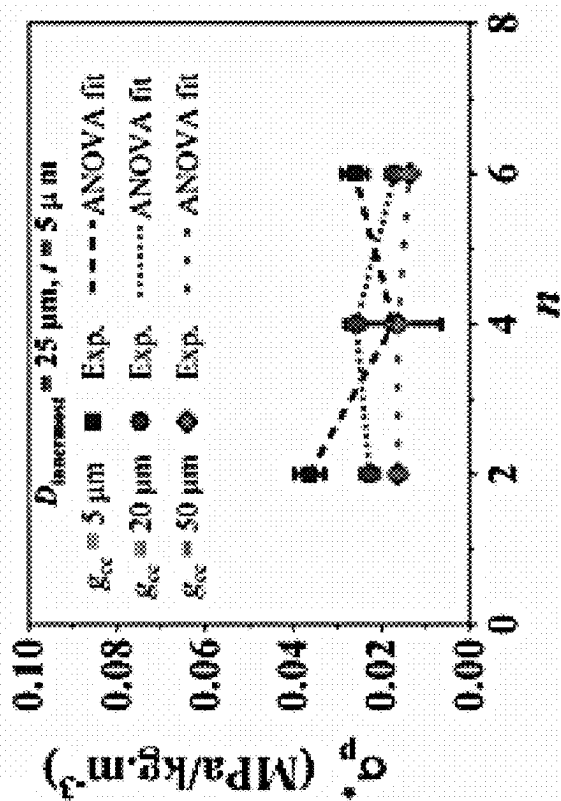 D_innermost = 25 μm, t = 5 μm
g_cc = 5 μm ■ Exp. ---- ANOVA fit
g_cc = 20 μm ● Exp. ······ ANOVA fit
g_cc = 50 μm ◆ Exp. - - - ANOVA fit
σ*_p (MPa/kg.m⁻³)
0.10
0.08
0.06
0.04
0.02
0.00
0 2 4 6 8
n